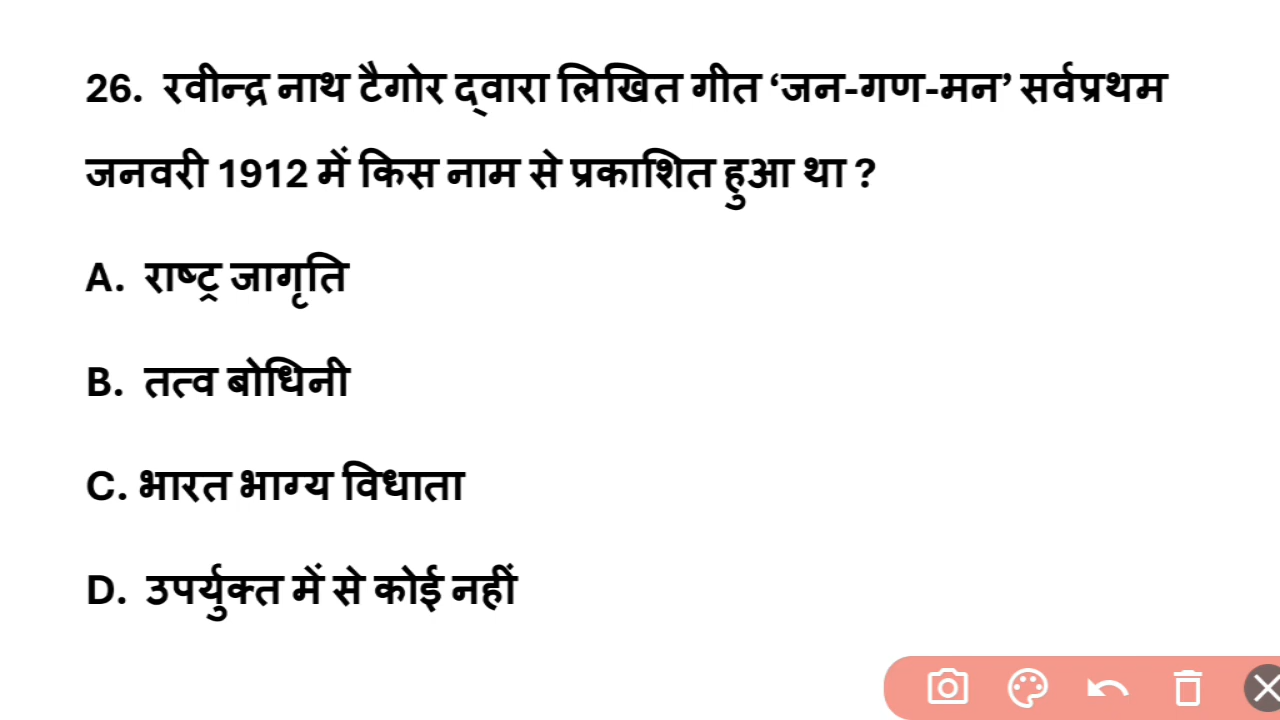 26. रवीन्द्र नाथ टैगोर द्वारा लिखित गीत ‘जन-गण-मन’ सर्वप्रथम
जनवरी 1912 में किस नाम से प्रकाशित हुआ था ?
A. राष्ट्र जागृति
B. तत्व बोधिनी
C. भारत भाग्य विधाता
D. उपर्युक्त में से कोई नहीं